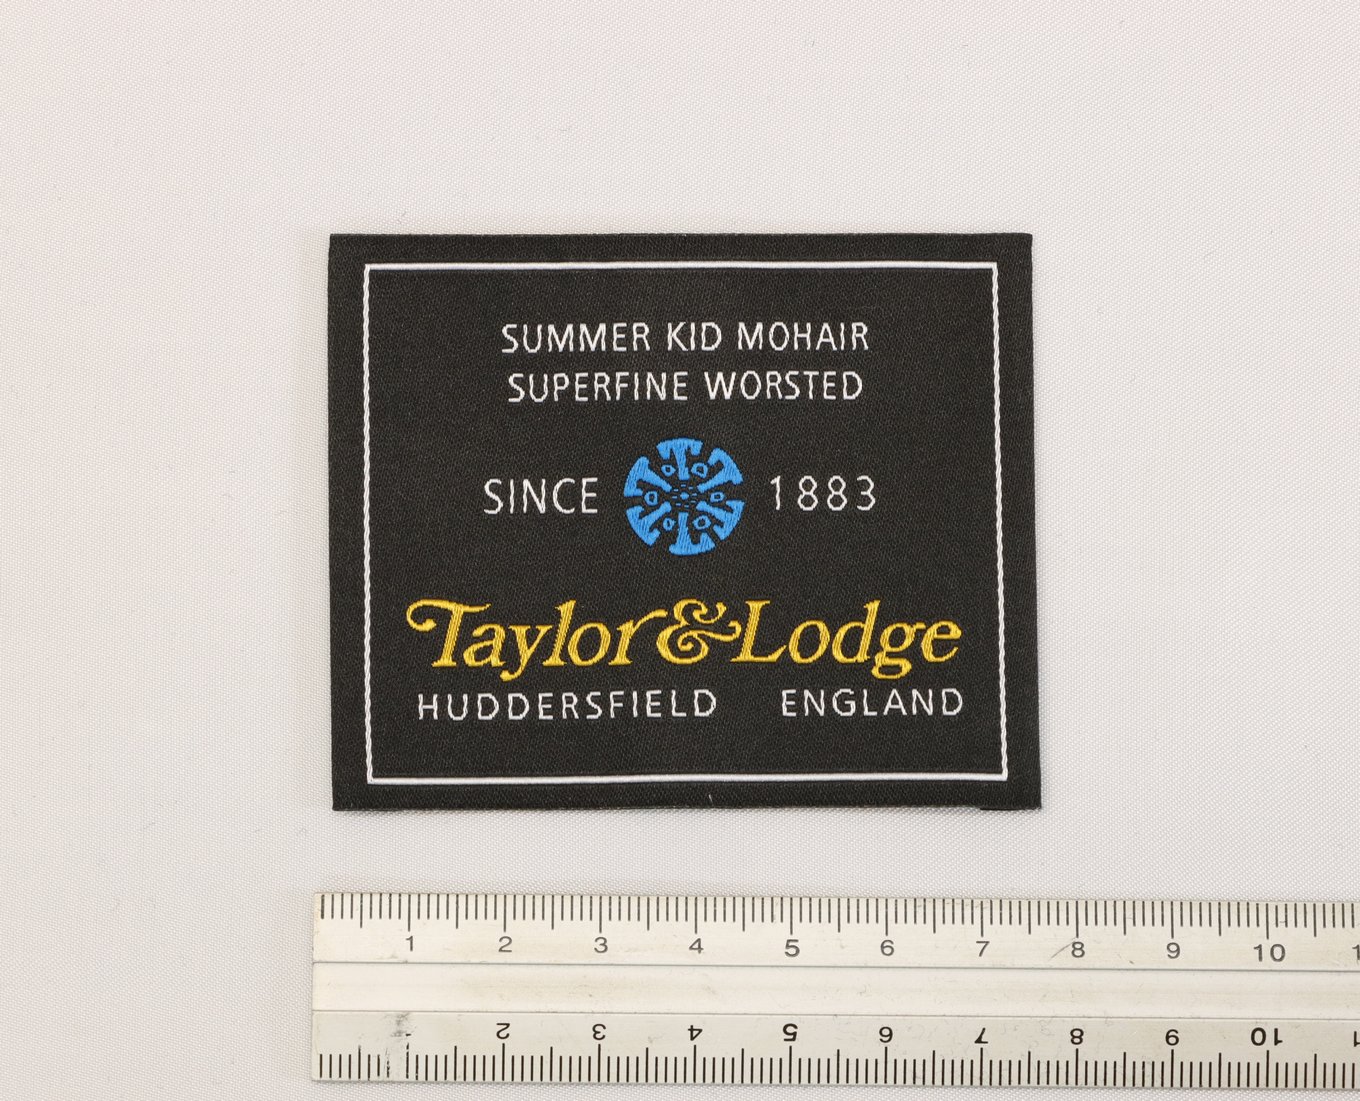 SUMMER KID MOHAIR
SUPERFINE WORSTED
SINCE 1883
Taylor & Lodge
HUDDERSFIELD ENGLAND
1 2 3 4 5 6 7 8 9 10
2 3 4 5 6 7 8 9 10